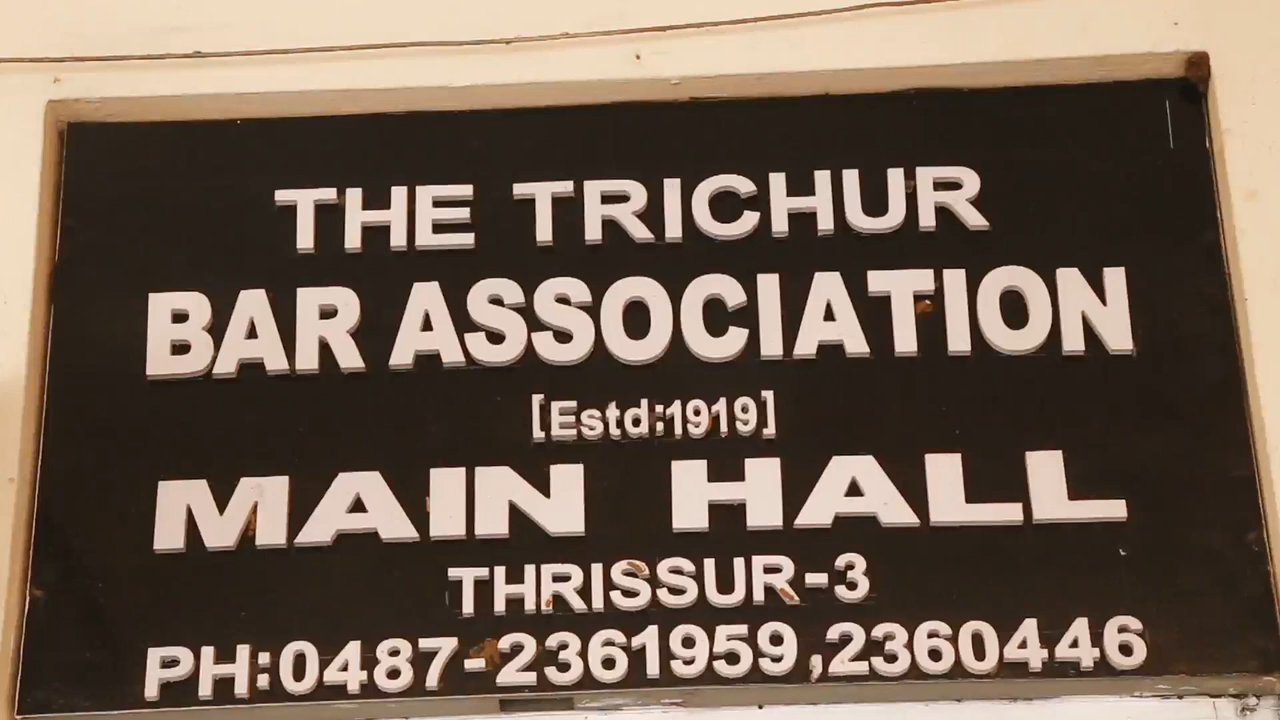 THE TRICHUR
BAR ASSOCIATION
[Estd:1919]
MAIN HALL
THRISSUR-3
PH:0487-2361959,2360446